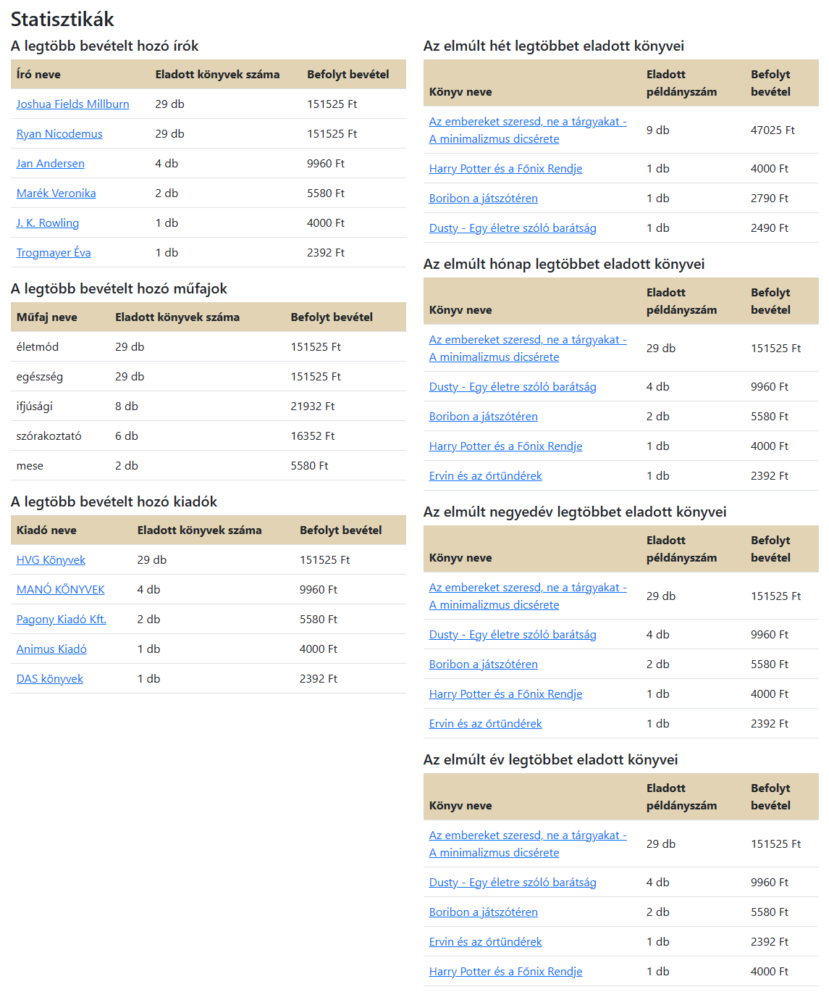 Statisztikák
A legtöbb bevételt hozó írók
Író neve Eladott könyvek száma Befolyt bevétel
Joshua Fields Millburn 29 db 151525 Ft
Ryan Nicodemus 29 db 151525 Ft
Jan Andersen 4 db 9960 Ft
Marék Veronika 2 db 5580 Ft
J. K. Rowling 1 db 4000 Ft
Trogmayer Éva 1 db 2392 Ft
A legtöbb bevételt hozó műfajok
Műfaj neve Eladott könyvek száma Befolyt bevétel
életmód 29 db 151525 Ft
egészség 29 db 151525 Ft
ifjúsági 8 db 21932 Ft
szórakoztató 6 db 16352 Ft
mese 2 db 5580 Ft
A legtöbb bevételt hozó kiadók
Kiadó neve Eladott könyvek száma Befolyt bevétel
HVG Könyvek 29 db 151525 Ft
MANÓ KÖNYVEK 4 db 9960 Ft
Pagony Kiadó Kft. 2 db 5580 Ft
Animus Kiadó 1 db 4000 Ft
DAS könyvek 1 db 2392 Ft
Az elmúlt hét legtöbbet eladott könyvei
Eladott Befolyt
Könyv neve példányszám bevétel
Az embereket szeresd, ne a tárgyakat -
A minimalizmus dicsérete 9 db 47025 Ft
Harry Potter és a Főnix Rendje 1 db 4000 Ft
Boribon a játszótéren 1 db 2790 Ft
Dusty - Egy életre szóló barátság 1 db 2490 Ft
Az elmúlt hónap legtöbbet eladott könyvei
Eladott Befolyt
Könyv neve példányszám bevétel
Az embereket szeresd, ne a tárgyakat -
A minimalizmus dicsérete 29 db 151525 Ft
Dusty - Egy életre szóló barátság 4 db 9960 Ft
Boribon a játszótéren 2 db 5580 Ft
Harry Potter és a Főnix Rendje 1 db 4000 Ft
Ervin és az őrtündérek 1 db 2392 Ft
Az elmúlt negyedév legtöbbet eladott könyvei
Eladott Befolyt
Könyv neve példányszám bevétel
Az embereket szeresd, ne a tárgyakat -
A minimalizmus dicsérete 29 db 151525 Ft
Dusty - Egy életre szóló barátság 4 db 9960 Ft
Boribon a játszótéren 2 db 5580 Ft
Harry Potter és a Főnix Rendje 1 db 4000 Ft
Ervin és az őrtündérek 1 db 2392 Ft
Az elmúlt év legtöbbet eladott könyvei
Eladott Befolyt
Könyv neve példányszám bevétel
Az embereket szeresd, ne a tárgyakat -
A minimalizmus dicsérete 29 db 151525 Ft
Dusty - Egy életre szóló barátság 4 db 9960 Ft
Boribon a játszótéren 2 db 5580 Ft
Ervin és az őrtündérek 1 db 2392 Ft
Harry Potter és a Főnix Rendje 1 db 4000 Ft